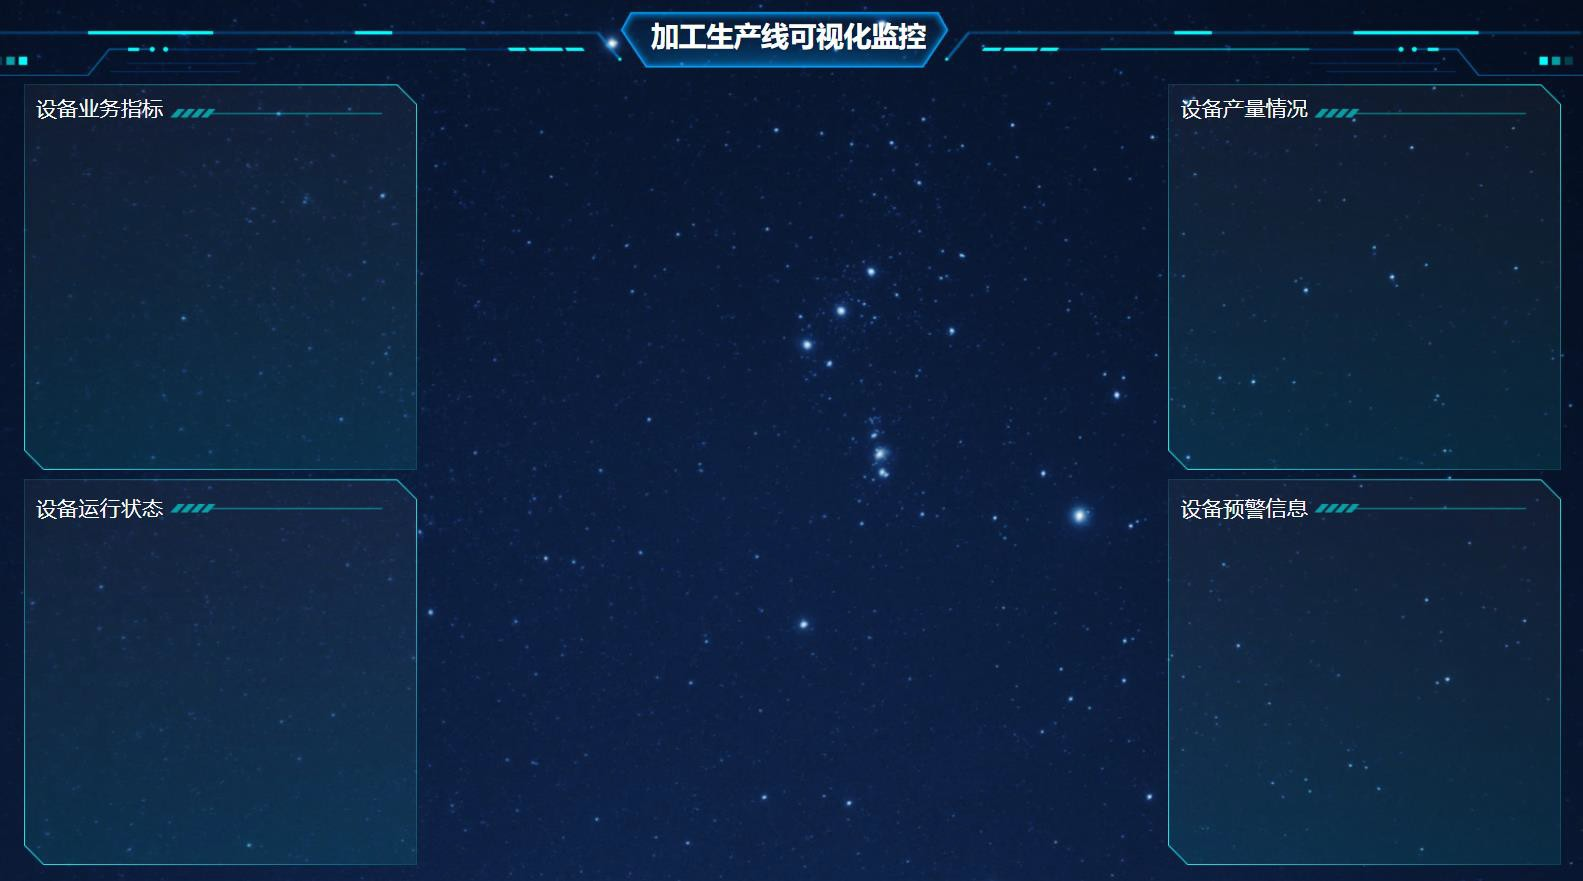 加工生产线可视化监控
设备业务指标
设备产量情况
设备运行状态
设备预警信息